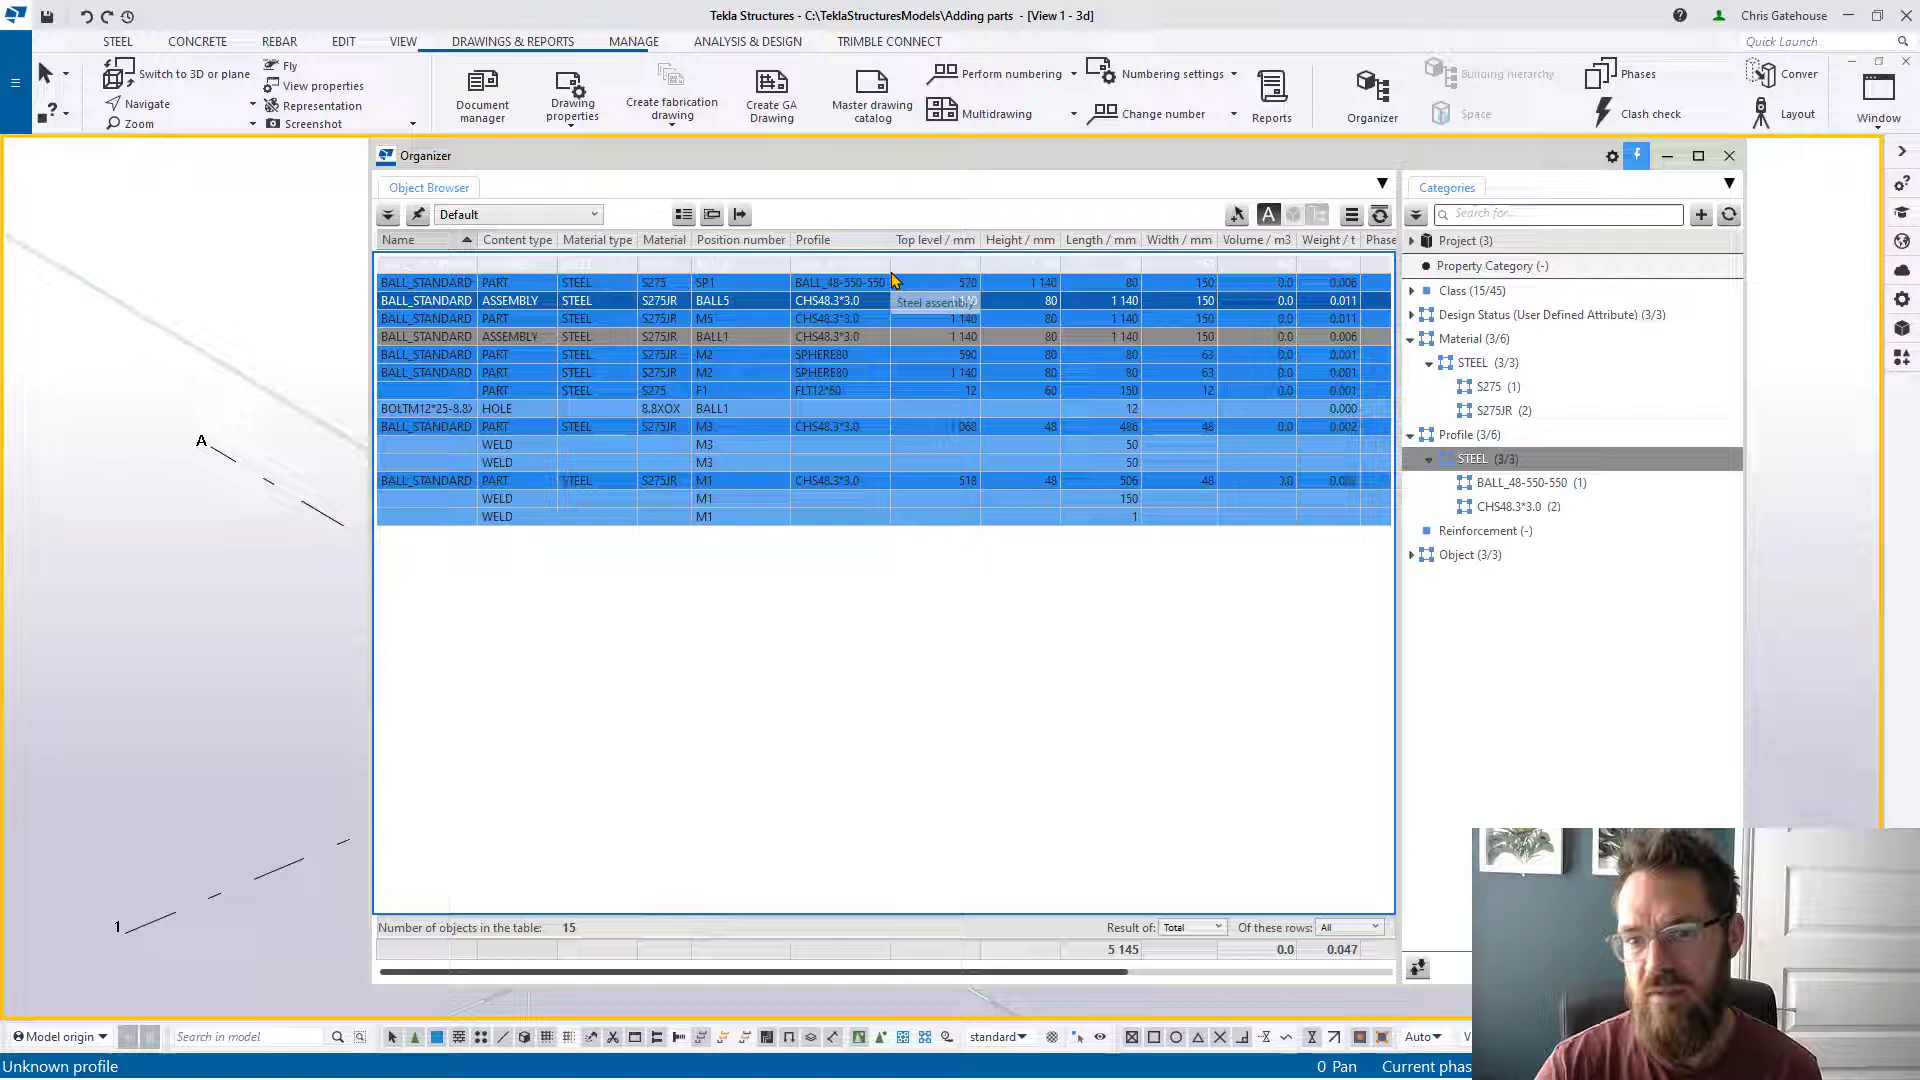 Tekla Structures - C:\TeklaStructuresModels\Adding parts - [View 1 - 3d]
Chris Gatehouse
STEEL CONCRETE REBAR EDIT VIEW DRAWINGS & REPORTS MANAGE ANALYSIS & DESIGN TRIMBLE CONNECT
Quick Launch
Switch to 3D or plane
Navigate
Zoom
Fly
View properties
Representation
Screenshot
Document manager
Drawing properties
Create fabrication drawing
Create GA Drawing
Master drawing catalog
Perform numbering
Multidrawing
Numbering settings
Change number
Reports
Organizer
Building hierarchy
Space
Phases
Clash check
Conver
Layout
Window
Organizer
Object Browser
Default
Name Content type Material type Material Position number Profile Top level / mm Height / mm Length / mm Width / mm Volume / m3 Weight / t Phase
BALL_STANDARD PART STEEL S275 SP1 BALL_48-550-550 570 1 140 80 150 0.006
BALL_STANDARD ASSEMBLY STEEL S275JR BALL5 CHS48.3*3.0 80 1 140 150 0.0 0.011
Steel assembly
BALL_STANDARD PART STEEL S275JR M5 CHS48.3*3.0 1 140 80 1 140 150 0.0 0.011
BALL_STANDARD ASSEMBLY STEEL S275JR BALL1 CHS48.3*3.0 1 140 80 1 140 150 0.0 0.006
BALL_STANDARD PART STEEL S275JR M2 SPHERE80 590 80 80 63 0.0 0.001
BALL_STANDARD PART STEEL S275JR M2 SPHERE80 1 140 80 80 63 0.0 0.001
PART STEEL S275 F1 FLT12*60 12 60 150 12 0.0 0.001
BOLTM12*25-8.8X HOLE 8.8XOX BALL1 12 0.000
BALL_STANDARD PART STEEL S275JR M3 CHS48.3*3.0 068 48 486 48 0.0 0.002
WELD M3 50
WELD M3 50
BALL_STANDARD PART STEEL S275JR M1 CHS48.3*3.0 518 48 506 48 0.0
WELD M1 150
WELD M1 1
Number of objects in the table: 15
Result of: Total Of these rows: All
5 145 0.0 0.047
Categories
Search for...
Project (3)
Property Category (-)
Class (15/45)
Design Status (User Defined Attribute) (3/3)
Material (3/6)
STEEL (3/3)
S275 (1)
S275JR (2)
Profile (3/6)
STEEL (3/3)
BALL_48-550-550 (1)
CHS48.3*3.0 (2)
Reinforcement (-)
Object (3/3)
A
1
Model origin
Search in model
standard
Auto
Unknown profile
0 Pan
Current phas